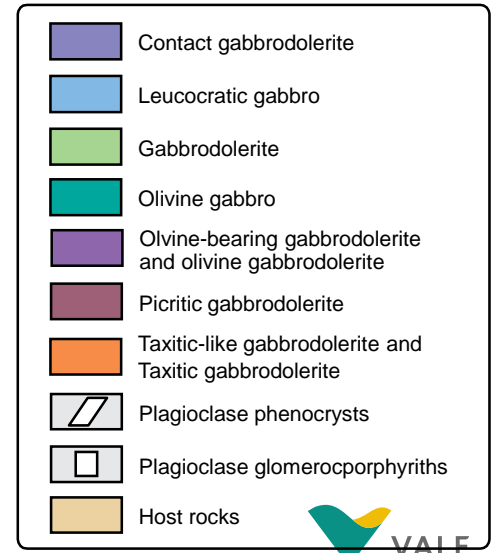 Contact gabbrodolerite
Leucocratic gabbro
Gabbrodolerite
Olivine gabbro
Olvine-bearing gabbrodolerite
and olivine gabbrodolerite
Picritic gabbrodolerite
Taxitic-like gabbrodolerite and
Taxitic gabbrodolerite
Plagioclase phenocrysts
Plagioclase glomerocporphyriths
Host rocks
VALE